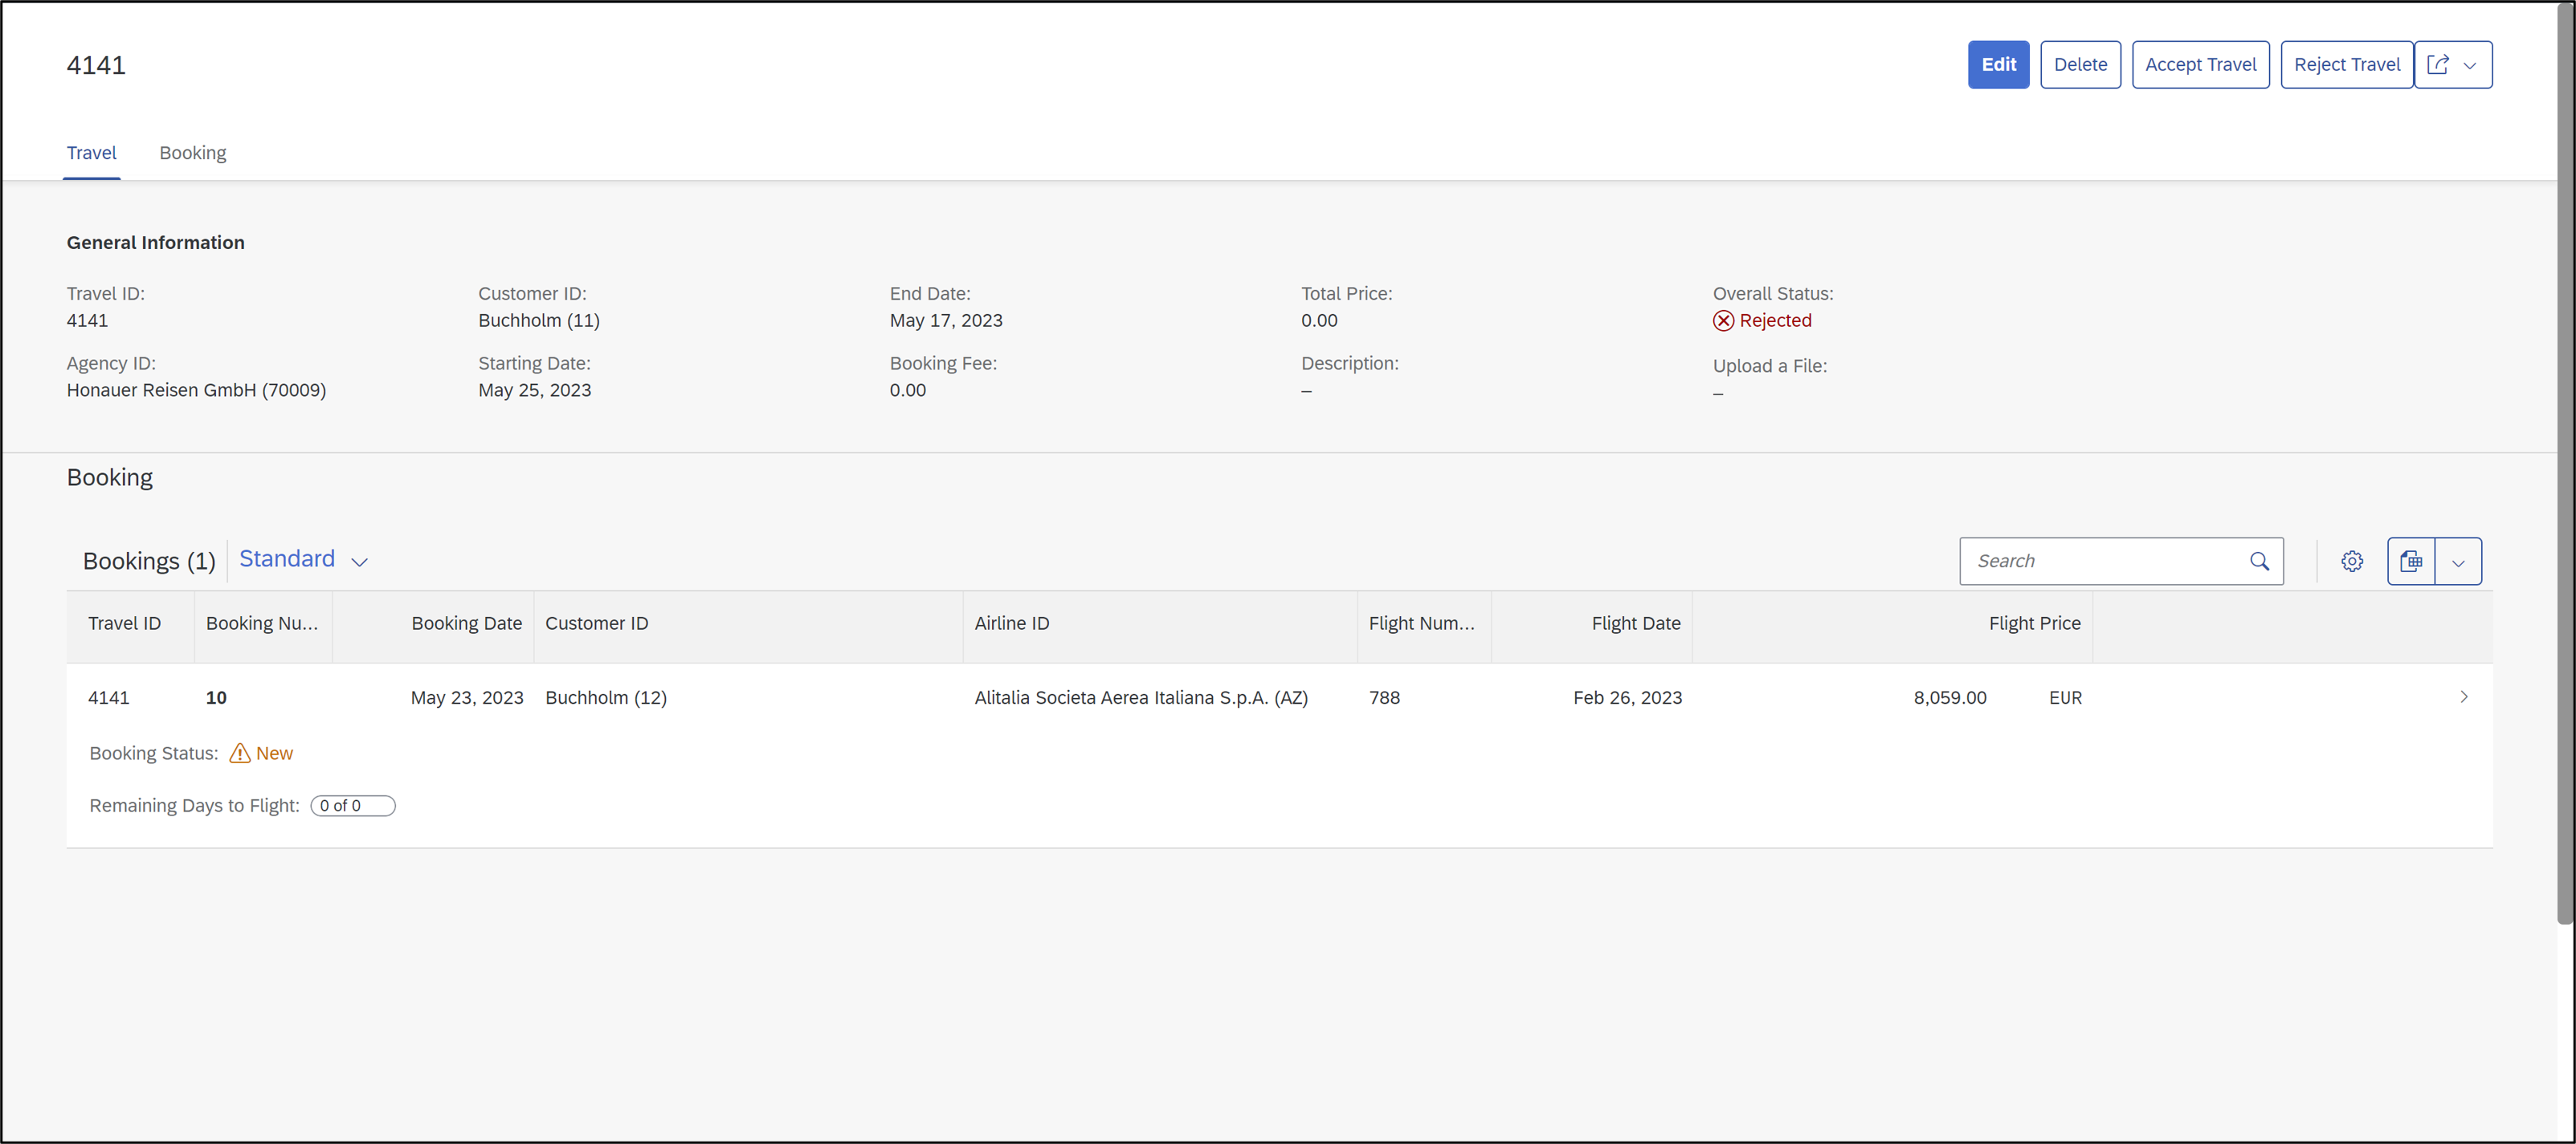 4141
Edit
Delete
Accept Travel
Reject Travel
Travel
Booking
General Information
Travel ID:
4141
Agency ID:
Honauer Reisen GmbH (70009)
Customer ID:
Buchholm (11)
Starting Date:
May 25, 2023
End Date:
May 17, 2023
Booking Fee:
0.00
Total Price:
0.00
Description:
–
Overall Status:
Rejected
Upload a File:
–
Booking
Bookings (1)
Standard
Search
Travel ID
Booking Nu...
Booking Date
Customer ID
Airline ID
Flight Num...
Flight Date
Flight Price
4141
10
May 23, 2023
Buchholm (12)
Alitalia Societa Aerea Italiana S.p.A. (AZ)
788
Feb 26, 2023
8,059.00 EUR
Booking Status: New
Remaining Days to Flight: 0 of 0